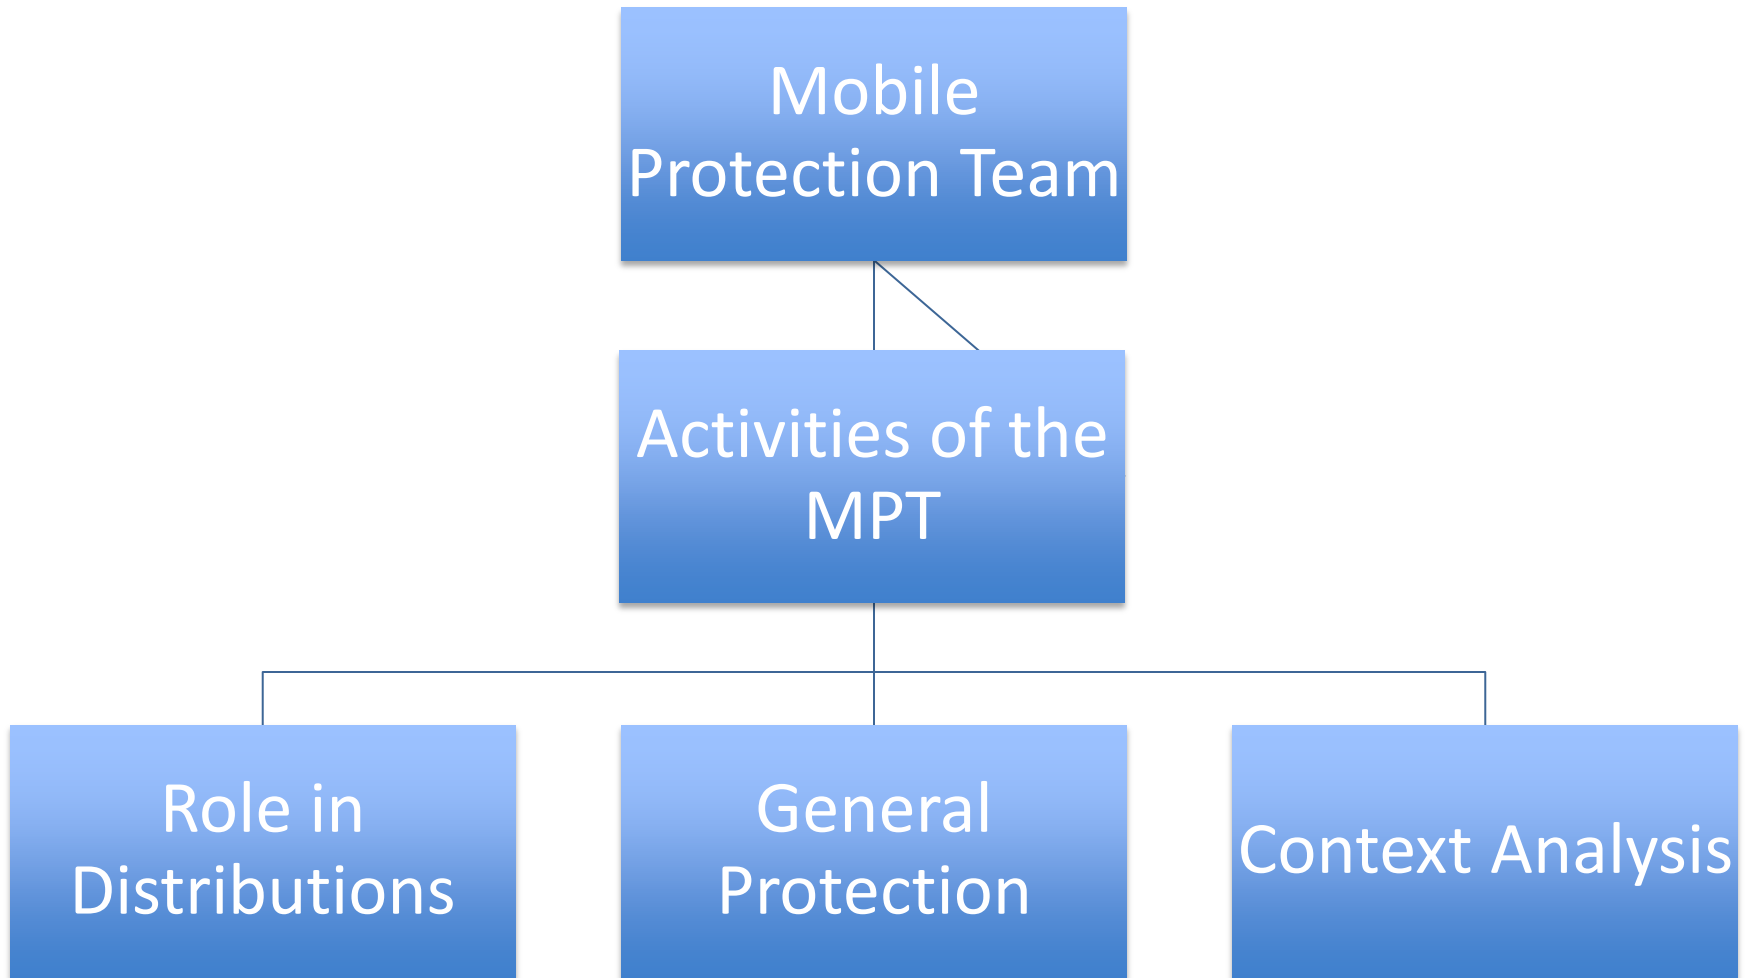 Mobile
Protection Team
Activities of the
MPT
Role in
Distributions
General
Protection
Context Analysis